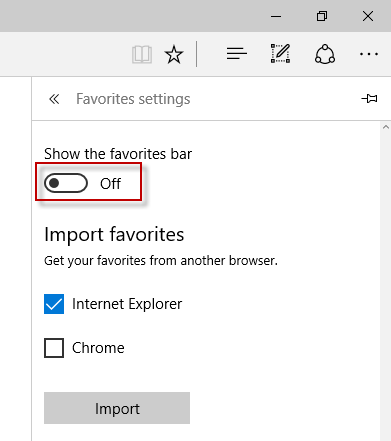 Favorites settings
Show the favorites bar
Off
Import favorites
Get your favorites from another browser.
Internet Explorer
Chrome
Import